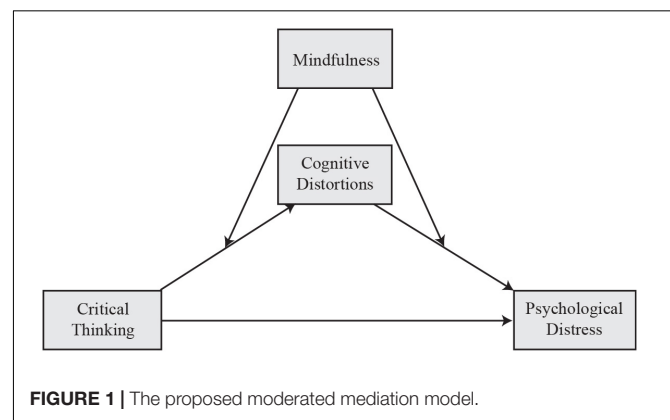 Mindfulness
Cognitive
Distortions
Critical
Thinking
Psychological
Distress
FIGURE 1 | The proposed moderated mediation model.